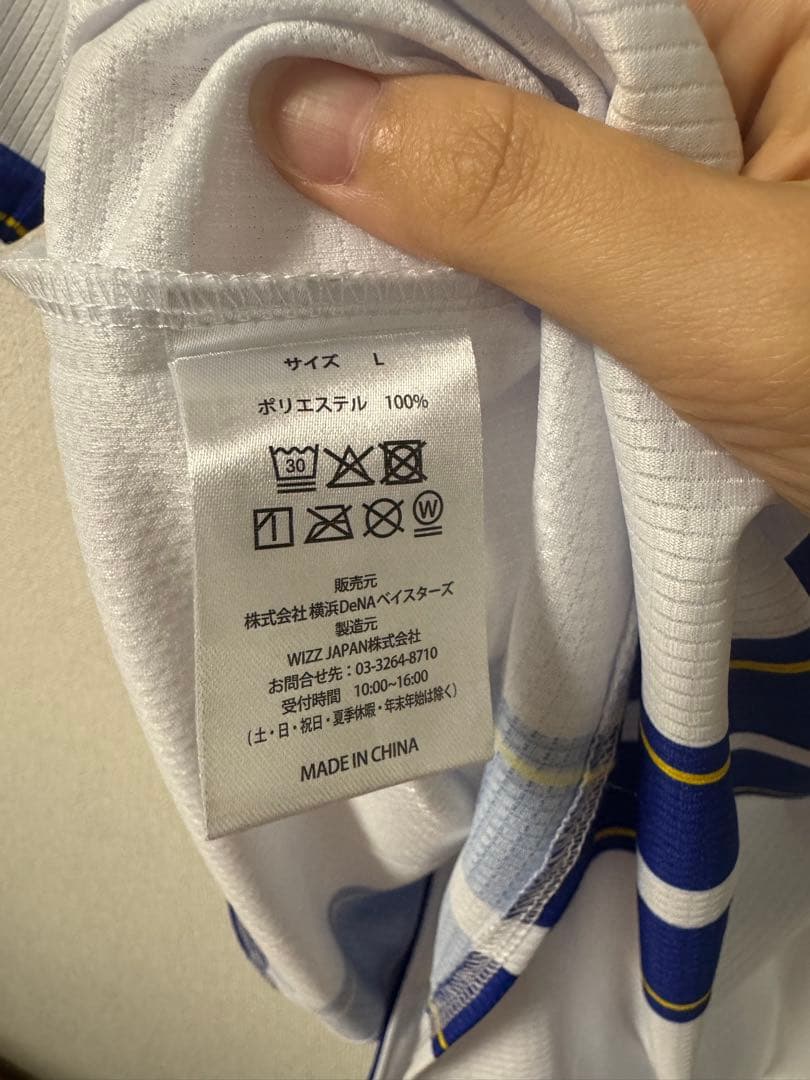 サイズ L
ポリエステル 100%
30
W
販売元
株式会社 横浜DeNAベイスターズ
製造元
WIZZ JAPAN株式会社
お問合せ先：03-3264-8710
受付時間 10:00~16:00
(土・日・祝日・夏季休暇・年末年始は除く)
MADE IN CHINA